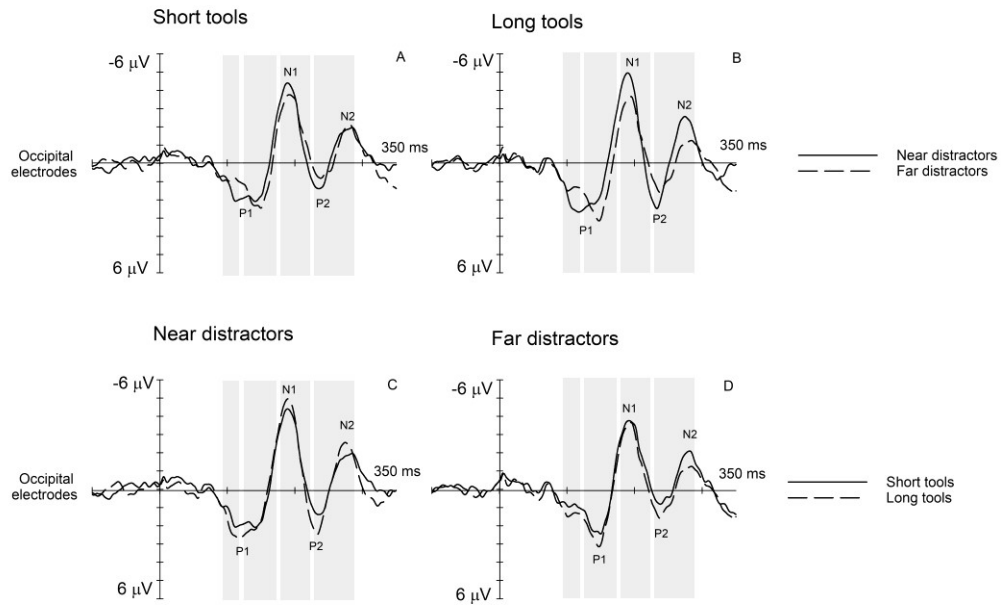 Short tools
Long tools
-6 μV
A
N1
N2
350 ms
Occipital
electrodes
P1
P2
6 μV
-6 μV
B
N1
N2
350 ms
P1
P2
6 μV
Near distractors
Far distractors
Near distractors
Far distractors
-6 μV
C
N1
N2
350 ms
Occipital
electrodes
P1
P2
6 μV
-6 μV
D
N1
N2
350 ms
P1
P2
6 μV
Short tools
Long tools